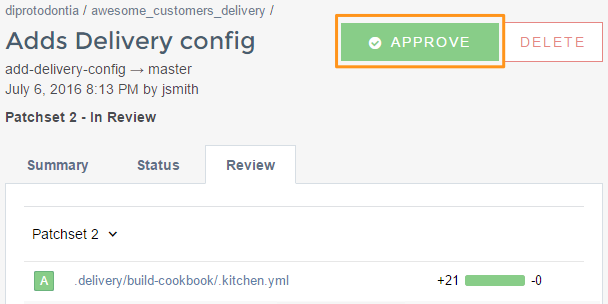 diprotodontia / awesome_customers_delivery /
Adds Delivery config
APPROVE
DELETE
add-delivery-config → master
July 6, 2016 8:13 PM by jsmith
Patchset 2 - In Review
Summary Status Review
Patchset 2
A .delivery/build-cookbook/.kitchen.yml +21 -0